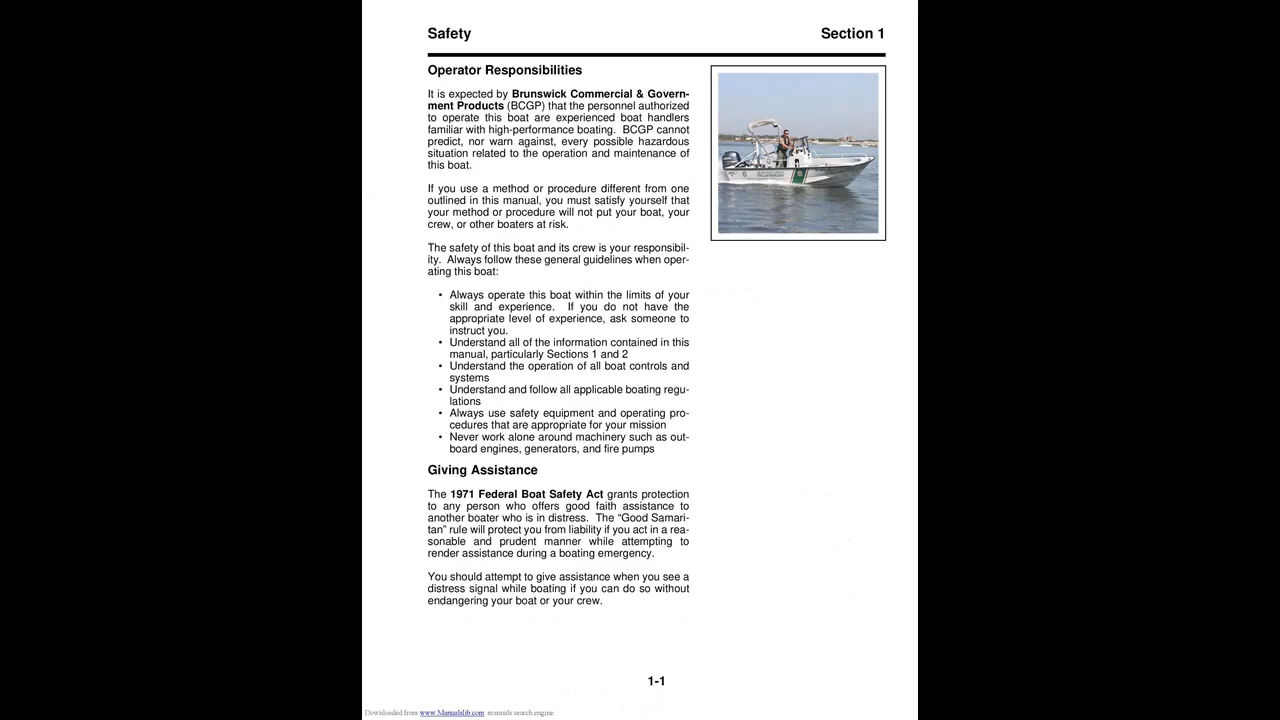 Safety
Section 1
Operator Responsibilities
It is expected by Brunswick Commercial & Govern-
ment Products (BCGP) that the personnel authorized
to operate this boat are experienced boat handlers
familiar with high-performance boating. BCGP cannot
predict, nor warn against, every possible hazardous
situation related to the operation and maintenance of
this boat.
If you use a method or procedure different from one
outlined in this manual, you must satisfy yourself that
your method or procedure will not put your boat, your
crew, or other boaters at risk.
The safety of this boat and its crew is your responsibil-
ity. Always follow these general guidelines when oper-
ating this boat:
• Always operate this boat within the limits of your
skill and experience. If you do not have the
appropriate level of experience, ask someone to
instruct you.
• Understand all of the information contained in this
manual, particularly Sections 1 and 2
• Understand the operation of all boat controls and
systems
• Understand and follow all applicable boating regu-
lations
• Always use safety equipment and operating pro-
cedures that are appropriate for your mission
• Never work alone around machinery such as out-
board engines, generators, and fire pumps
Giving Assistance
The 1971 Federal Boat Safety Act grants protection
to any person who offers good faith assistance to
another boater who is in distress. The “Good Samari-
tan” rule will protect you from liability if you act in a rea-
sonable and prudent manner while attempting to
render assistance during a boating emergency.
You should attempt to give assistance when you see a
distress signal while boating if you can do so without
endangering your boat or your crew.
1-1
Downloaded from www.Manualslib.com manuals search engine